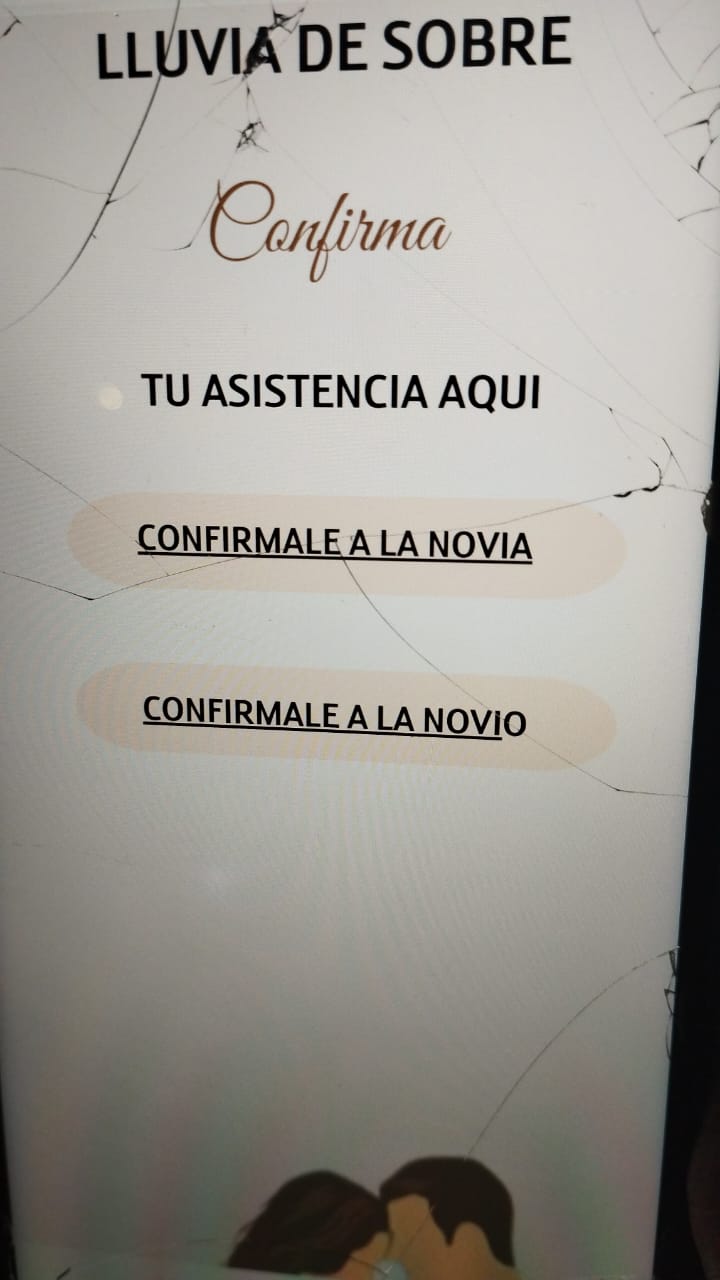 LLUVIA DE SOBRE
Confirma
TU ASISTENCIA AQUI
CONFIRMALE A LA NOVIA
CONFIRMALE A LA NOViO